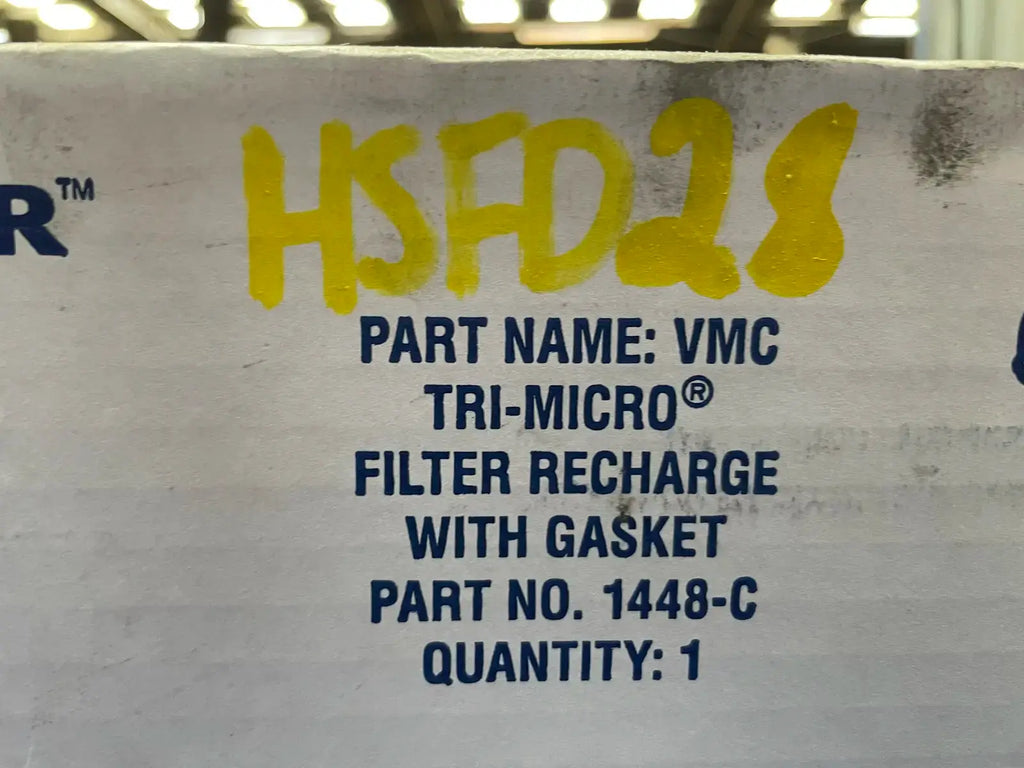 HSFD28
R™
PART NAME: VMC
TRI-MICRO®
FILTER RECHARGE
WITH GASKET
PART NO. 1448-C
QUANTITY: 1